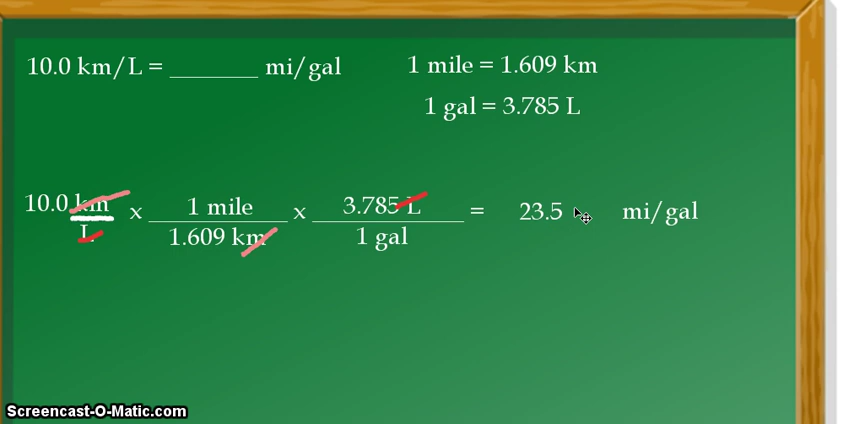 10.0 km/L = _______ mi/gal
1 mile = 1.609 km
1 gal = 3.785 L
10.0 km x 1 mile x 3.785 L = 23.5 mi/gal
L 1.609 km 1 gal
Screencast-O-Matic.com